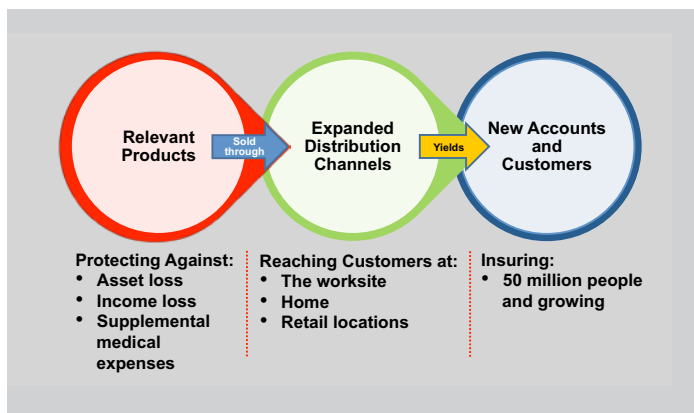 Relevant
Products
Sold
through
Expanded
Distribution
Channels
Yields
New Accounts
and
Customers
Protecting Against:
• Asset loss
• Income loss
• Supplemental
medical
expenses
Reaching Customers at:
• The worksite
• Home
• Retail locations
Insuring:
• 50 million people
and growing